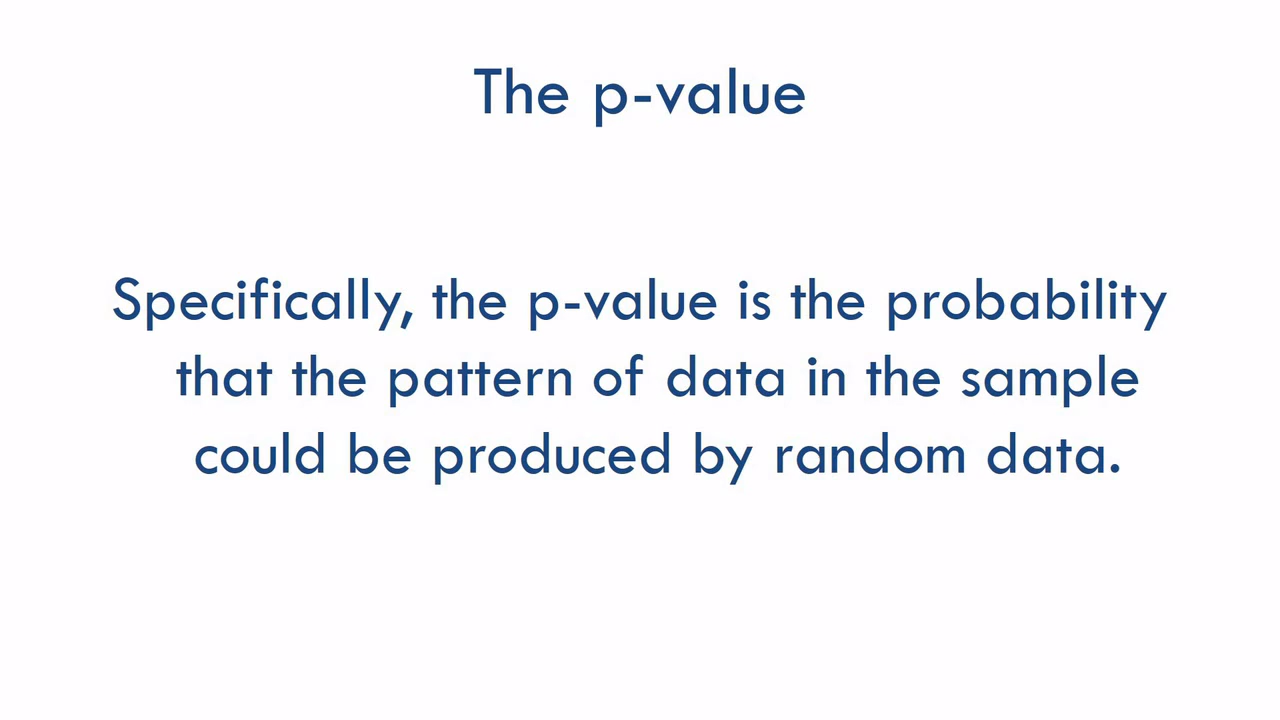 The p-value
Specifically, the p-value is the probability
that the pattern of data in the sample
could be produced by random data.